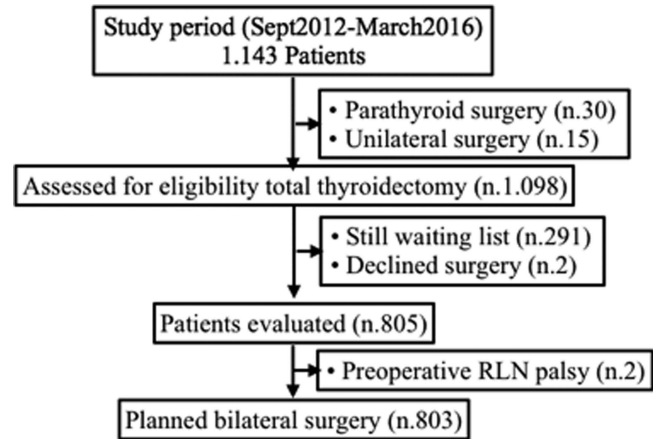 Study period (Sept2012-March2016)
1.143 Patients
• Parathyroid surgery (n.30)
• Unilateral surgery (n.15)
Assessed for eligibility total thyroidectomy (n.1.098)
• Still waiting list (n.291)
• Declined surgery (n.2)
Patients evaluated (n.805)
• Preoperative RLN palsy (n.2)
Planned bilateral surgery (n.803)